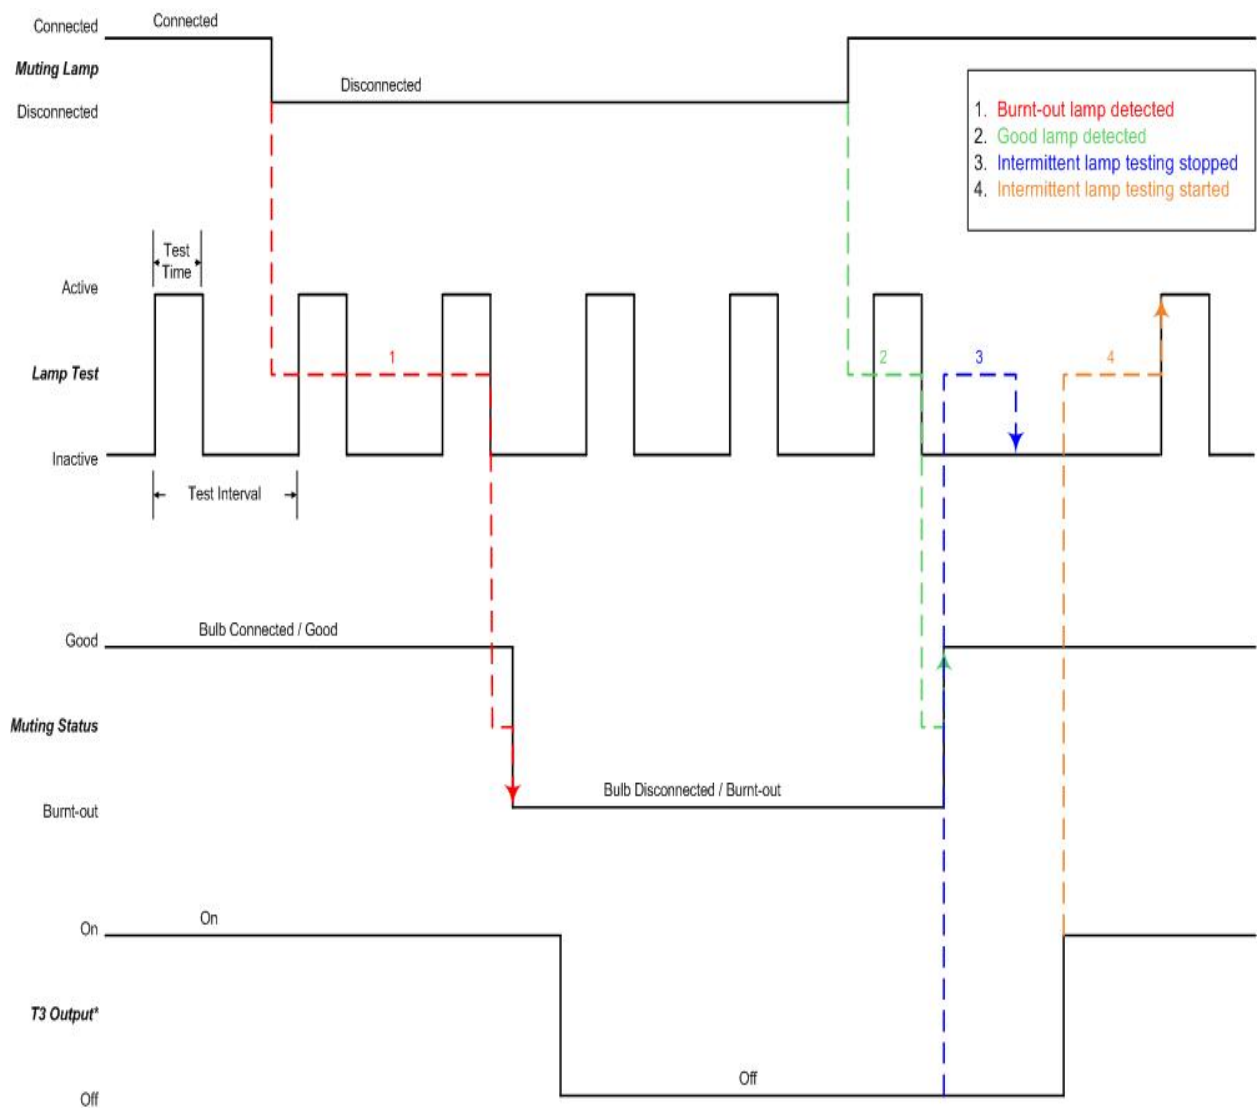 Connected
Connected
Muting Lamp
Disconnected
Disconnected
1. Burnt-out lamp detected
2. Good lamp detected
3. Intermittent lamp testing stopped
4. Intermittent lamp testing started
Test
Time
Active
1
2
3
4
Lamp Test
Inactive
Test Interval
Bulb Connected / Good
Good
Muting Status
Bulb Disconnected / Burnt-out
Burnt-out
On
On
T3 Output*
Off
Off